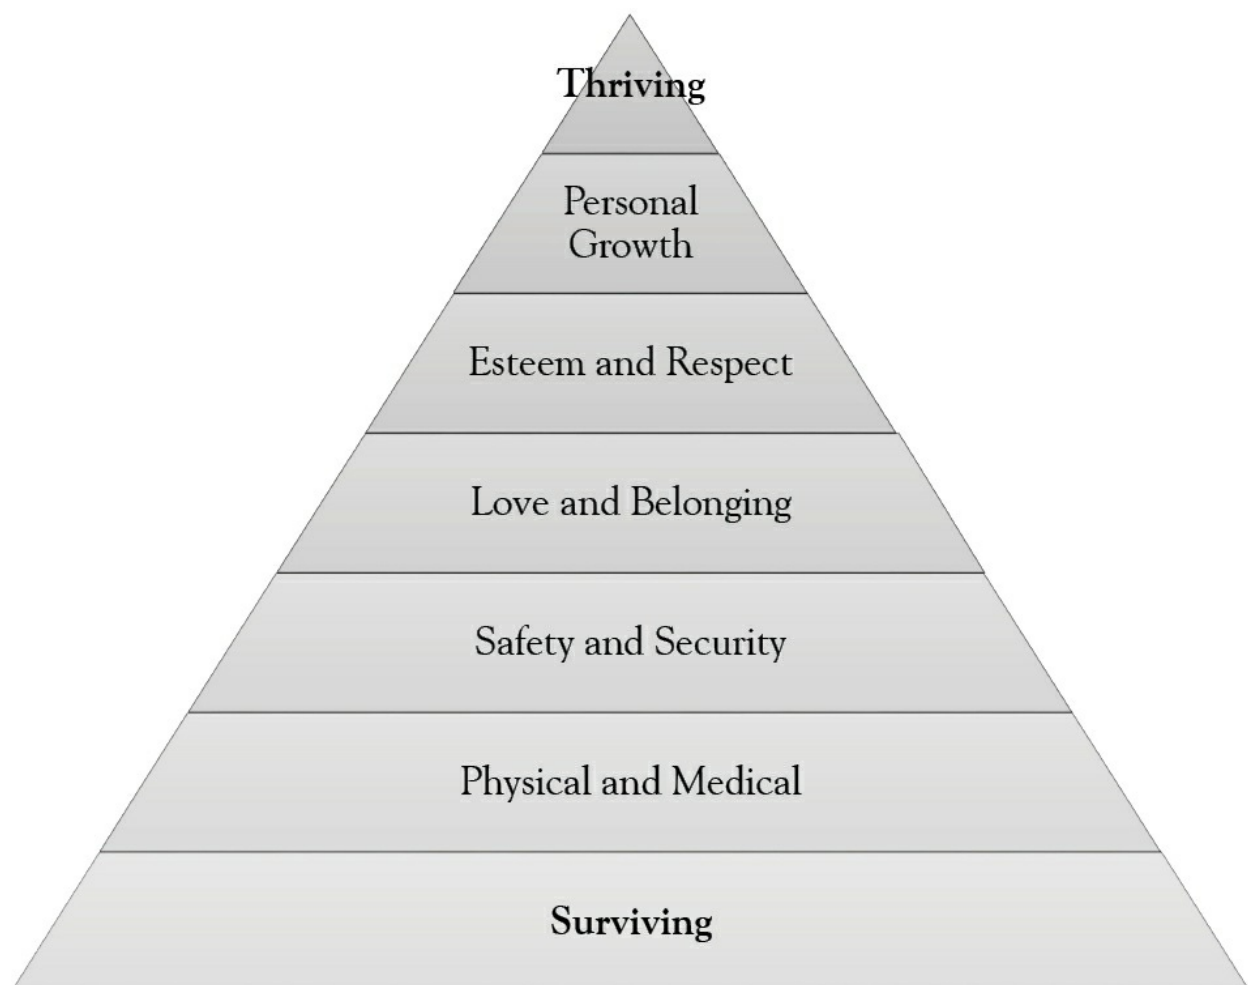 Thriving
Personal
Growth
Esteem and Respect
Love and Belonging
Safety and Security
Physical and Medical
Surviving